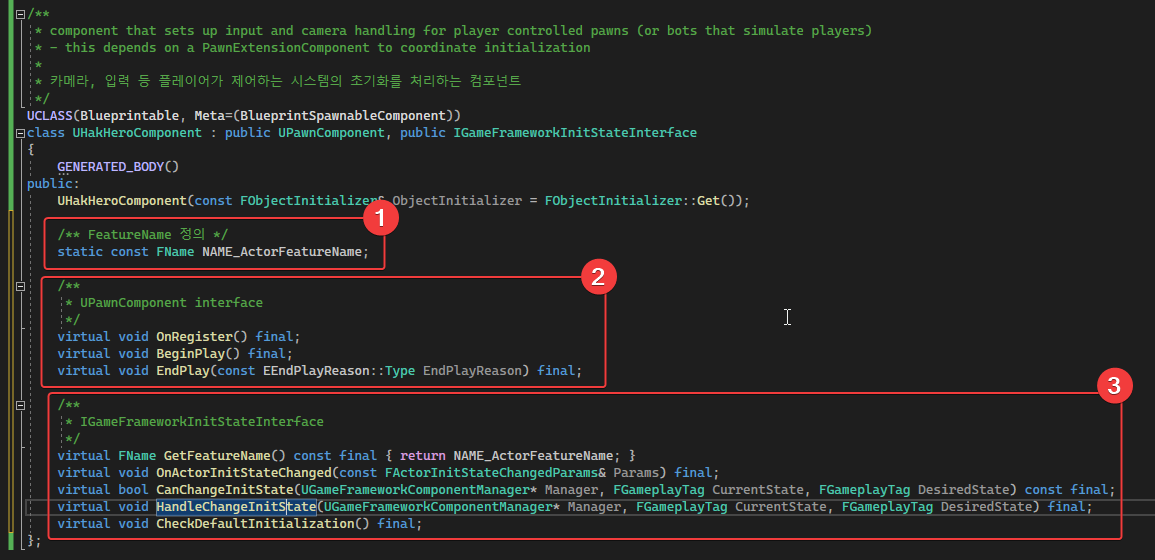 /**
 * component that sets up input and camera handling for player controlled pawns (or bots that simulate players)
 * - this depends on a PawnExtensionComponent to coordinate initialization
 *
 * 카메라, 입력 등 플레이어가 제어하는 시스템의 초기화를 처리하는 컴포넌트
 */
UCLASS(Blueprintable, Meta=(BlueprintSpawnableComponent))
class UHakHeroComponent : public UPawnComponent, public IGameFrameworkInitStateInterface
{
    GENERATED_BODY()
public:
    UHakHeroComponent(const FObjectInitializer& ObjectInitializer = FObjectInitializer::Get());
1
    /** FeatureName 정의 */
    static const FName NAME_ActorFeatureName;
2
    /**
     * UPawnComponent interface
     */
    virtual void OnRegister() final;
    virtual void BeginPlay() final;
    virtual void EndPlay(const EEndPlayReason::Type EndPlayReason) final;
3
    /**
     * IGameFrameworkInitStateInterface
     */
    virtual FName GetFeatureName() const final { return NAME_ActorFeatureName; }
    virtual void OnActorInitStateChanged(const FActorInitStateChangedParams& Params) final;
    virtual bool CanChangeInitState(UGameFrameworkComponentManager* Manager, FGameplayTag CurrentState, FGameplayTag DesiredState) const final;
    virtual void HandleChangeInitState(UGameFrameworkComponentManager* Manager, FGameplayTag CurrentState, FGameplayTag DesiredState) final;
    virtual void CheckDefaultInitialization() final;
};